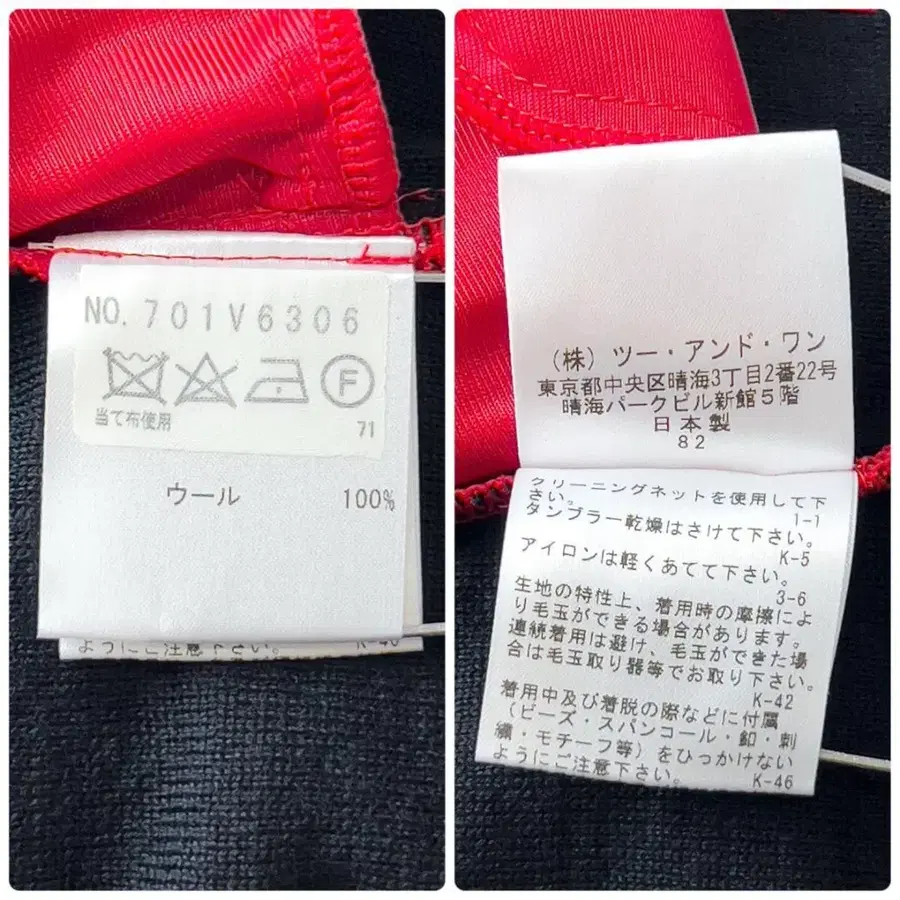 NO. 701V6306
F
当て布使用
71
ウール 100%
K-40
ようにご注意下さい。
(株) ツー・アンド・ワン
東京都中央区晴海3丁目2番22号
晴海パークビル新館5階
日本製
82
クリーニングネットを使用して下
さい。 1-1
タンブラー乾燥はさけて下さい。
K-5
アイロンは軽くあてて下さい。
3-6
生地の特性上、着用時の摩擦によ
り毛玉ができる場合があります。
連続着用は避け、毛玉ができた場
合は毛玉取り器等でお取り下さい。
K-42
着用中及び着脱の際などに付属
(ビーズ・スパンコール・釦・刺
繍・モチーフ等)をひっかけない
ようにご注意下さい。 K-46